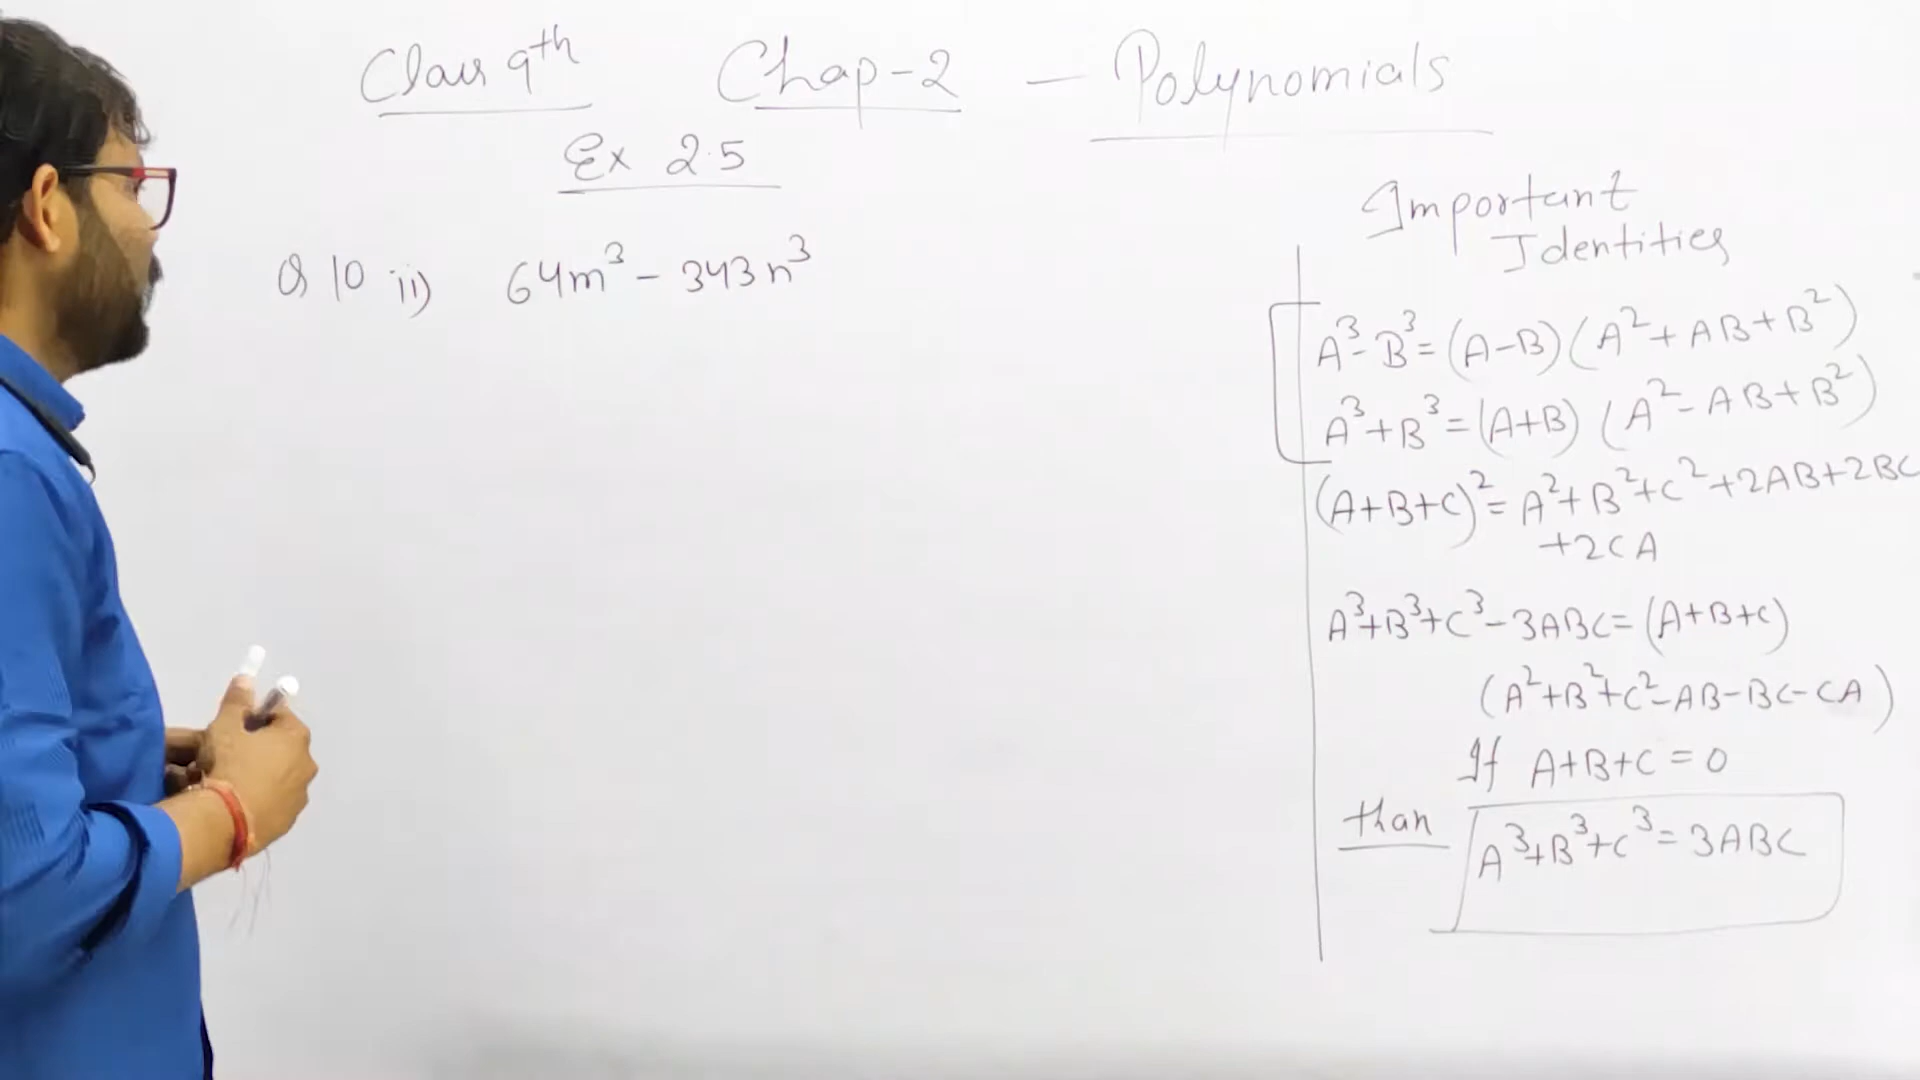 Class 9th Chap-2 - Polynomials
Ex 2.5
Q 10 ii) 64m³ - 343n³
Important
Identities
A³-B³=(A-B)(A²+AB+B²)
A³+B³=(A+B)(A²-AB+B²)
(A+B+C)²=A²+B²+C²+2AB+2BC
+2CA
A³+B³+C³-3ABC=(A+B+C)
(A²+B²+C²-AB-BC-CA)
If A+B+C=0
than A³+B³+C³=3ABC